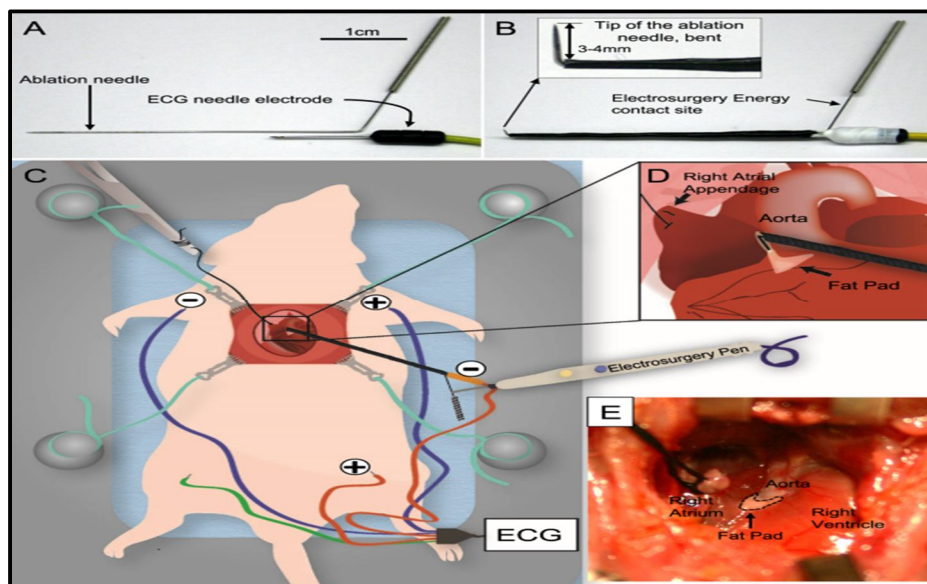 A
1cm
Ablation needle
ECG needle electrode
B
Tip of the ablation
needle, bent
3-4mm
Electrosurgery Energy
contact site
C
−
+
−
+
Electrosurgery Pen
ECG
D
Right Atrial
Appendage
Aorta
Fat Pad
E
Right
Atrium
Aorta
Right
Ventricle
Fat Pad